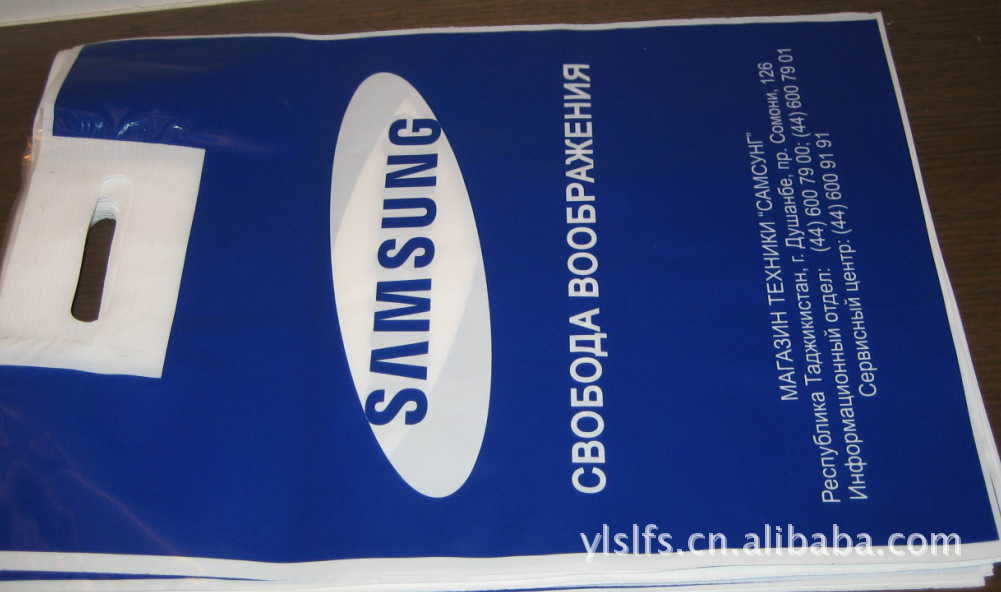 SAMSUNG
СВОБОДА ВООБРАЖЕНИЯ
МАГАЗИН ТЕХНИКИ "САМСУНГ"
Республика Таджикистан, г. Душанбе, пр. Сомони, 126
Информационный отдел: (44) 600 79 00; (44) 600 79 01
Сервисный центр: (44) 600 91 91
ylslfs.cn.alibaba.com